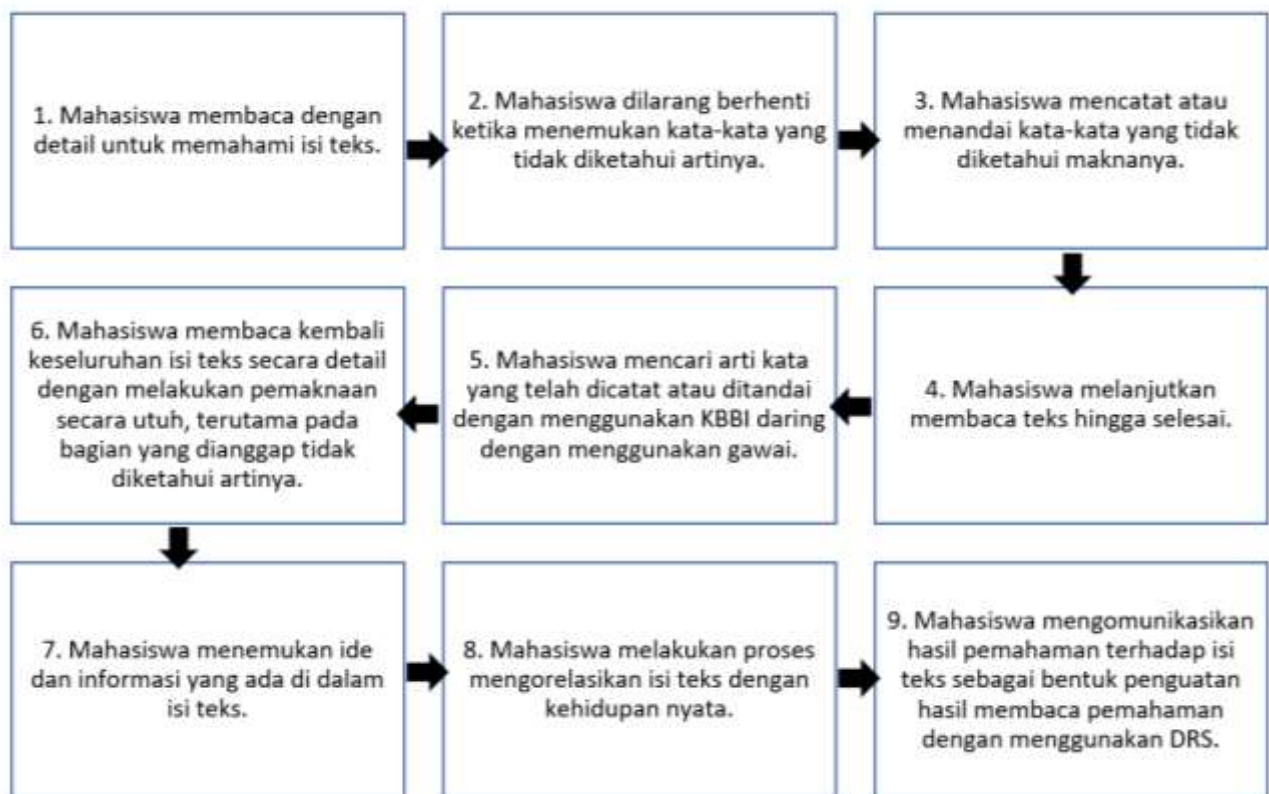 1. Mahasiswa membaca dengan
detail untuk memahami isi teks.
2. Mahasiswa dilarang berhenti
ketika menemukan kata-kata yang
tidak diketahui artinya.
3. Mahasiswa mencatat atau
menandai kata-kata yang tidak
diketahui maknanya.
4. Mahasiswa melanjutkan
membaca teks hingga selesai.
5. Mahasiswa mencari arti kata
yang telah dicatat atau ditandai
dengan menggunakan KBBI daring
dengan menggunakan gawai.
6. Mahasiswa membaca kembali
keseluruhan isi teks secara detail
dengan melakukan pemaknaan
secara utuh, terutama pada
bagian yang dianggap tidak
diketahui artinya.
7. Mahasiswa menemukan ide
dan informasi yang ada di dalam
isi teks.
8. Mahasiswa melakukan proses
mengorelasikan isi teks dengan
kehidupan nyata.
9. Mahasiswa mengomunikasikan
hasil pemahaman terhadap isi
teks sebagai bentuk penguatan
hasil membaca pemahaman
dengan menggunakan DRS.